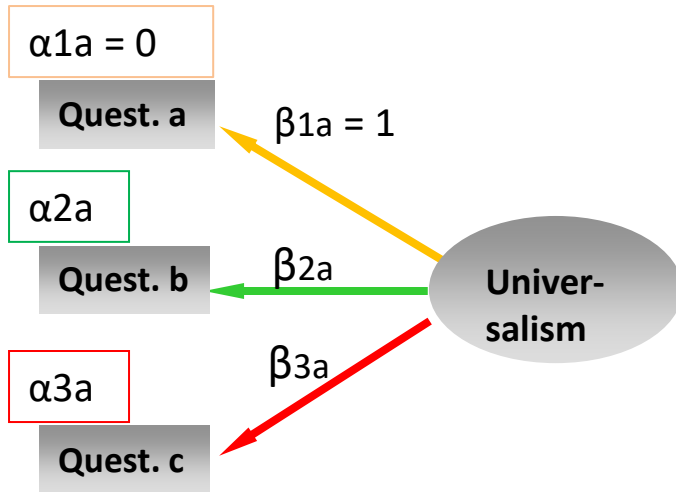 α1a = 0
Quest. a
β1a = 1
α2a
Quest. b
β2a
Univer-
salism
α3a
β3a
Quest. c